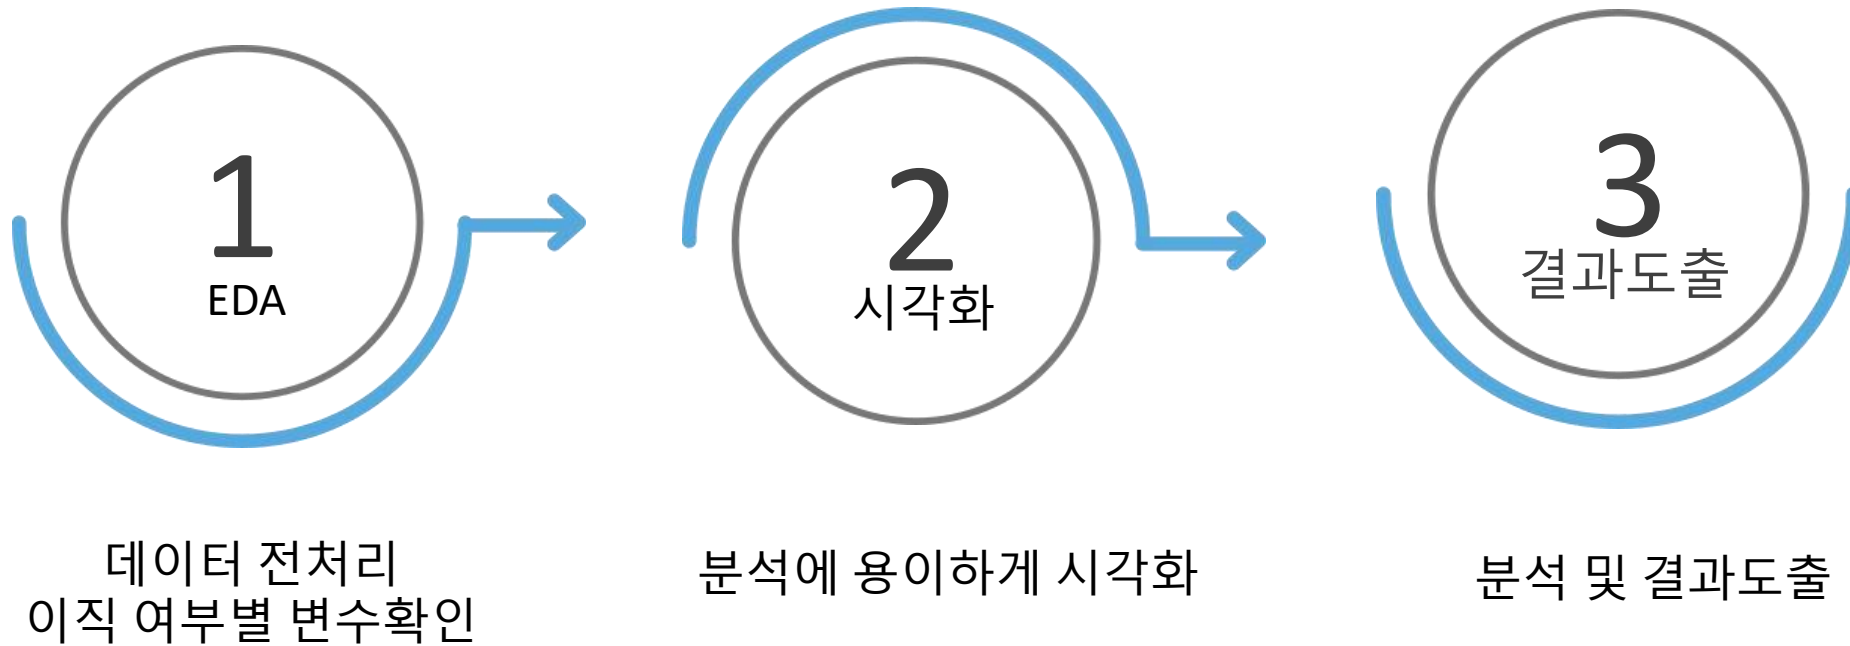 1
EDA
데이터 전처리
이직 여부별 변수확인
2
시각화
분석에 용이하게 시각화
3
결과도출
분석 및 결과도출